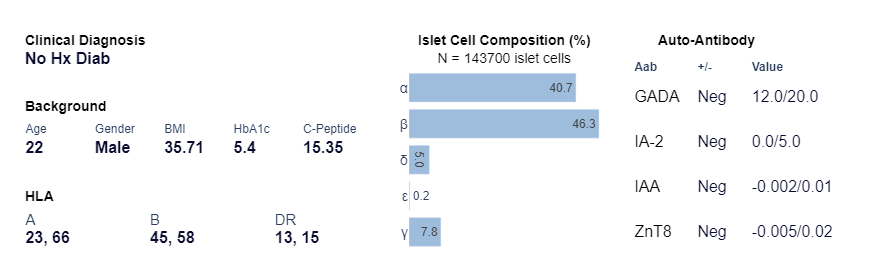 Clinical Diagnosis
No Hx Diab
Background
Age Gender BMI HbA1c C-Peptide
22 Male 35.71 5.4 15.35
HLA
A B DR
23, 66 45, 58 13, 15
Islet Cell Composition (%)
N = 143700 islet cells
α 40.7
β 46.3
δ 5.0
ε 0.2
γ 7.8
Auto-Antibody
Aab +/- Value
GADA Neg 12.0/20.0
IA-2 Neg 0.0/5.0
IAA Neg -0.002/0.01
ZnT8 Neg -0.005/0.02